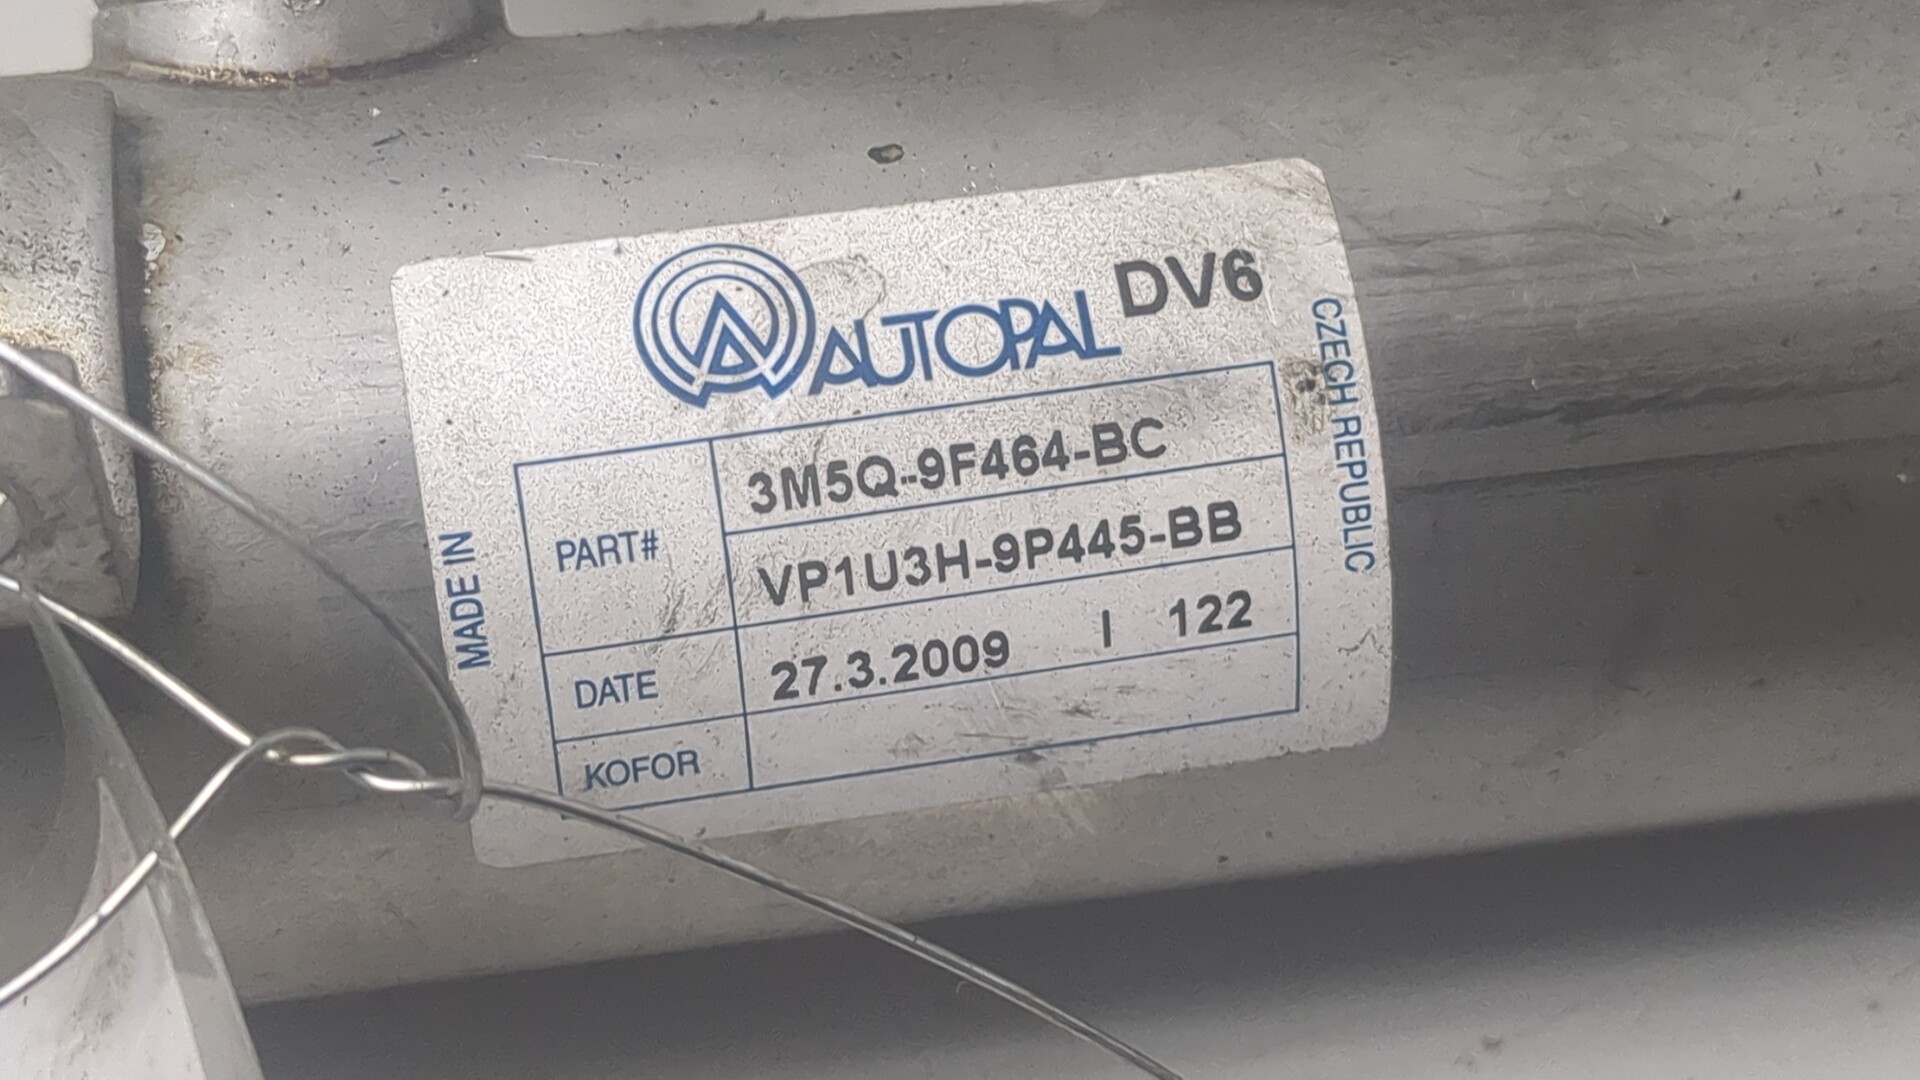 AUTOPAL DV6
MADE IN
CZECH REPUBLIC
PART# 3M5Q-9F464-BC
VP1U3H-9P445-BB
DATE 27.3.2009 I 122
KOFOR